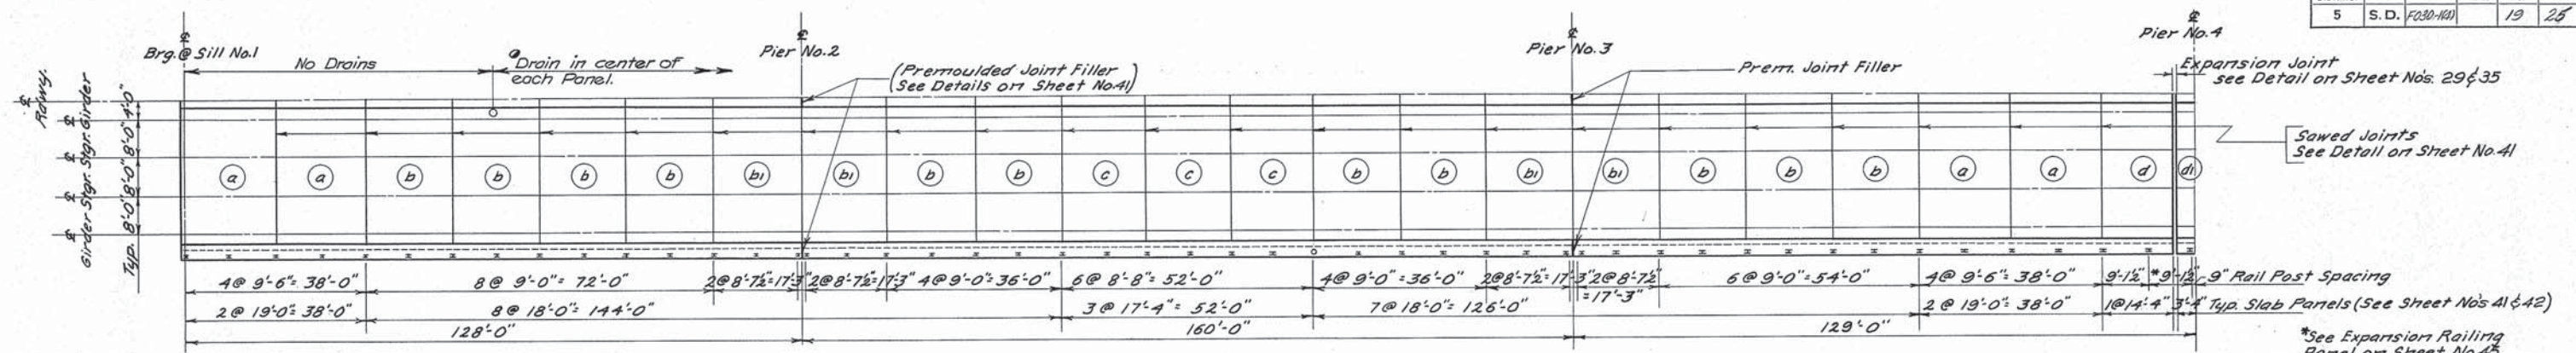 5 S.D. F030-1(8) 19 25
℄ ℄ ℄ ℄
Brg. @ Sill No.1
Pier No.2
Pier No.3
Pier No.4
No Drains
Drain in center of
each Panel.
(Premoulded Joint Filler
See Details on Sheet No.41)
Prem. Joint Filler
Expansion Joint
see Detail on Sheet No's. 29 & 35
Sawed Joints
See Detail on Sheet No.41
℄ Rdwy.
Girder Stgr. Stgr. Girder
℄ ℄ ℄ ℄
Typ. 8'-0" 8'-0" 8'-0" 4'-0"
a a b b b b b1 b1 b b c c c b b b1 b1 b b b a a d d1
4@ 9'-6"= 38'-0" 8@ 9'-0"= 72'-0" 2@8'-7½"=17'-3" 2@8'-7½"=17'-3" 4@9'-0"=36'-0" 6@ 8'-8"= 52'-0" 4@ 9'-0"=36'-0" 2@8'-7½"=17'-3" 2@8'-7½" 6@ 9'-0"=54'-0" 4@ 9'-6"= 38'-0" 9'-1½" *9'-1½" 9" Rail Post Spacing
=17'-3"
2 @ 19'-0"= 38'-0" 8@ 18'-0"= 144'-0" 3@ 17'-4"= 52'-0" 7@ 18'-0"= 126'-0" 2@ 19'-0"= 38'-0" 1@14'-4" 3'-4" Typ. Slab Panels (See Sheet No's 41 & 42)
128'-0" 160'-0" 129'-0"
*See Expansion Railing
Panel on Sheet No.